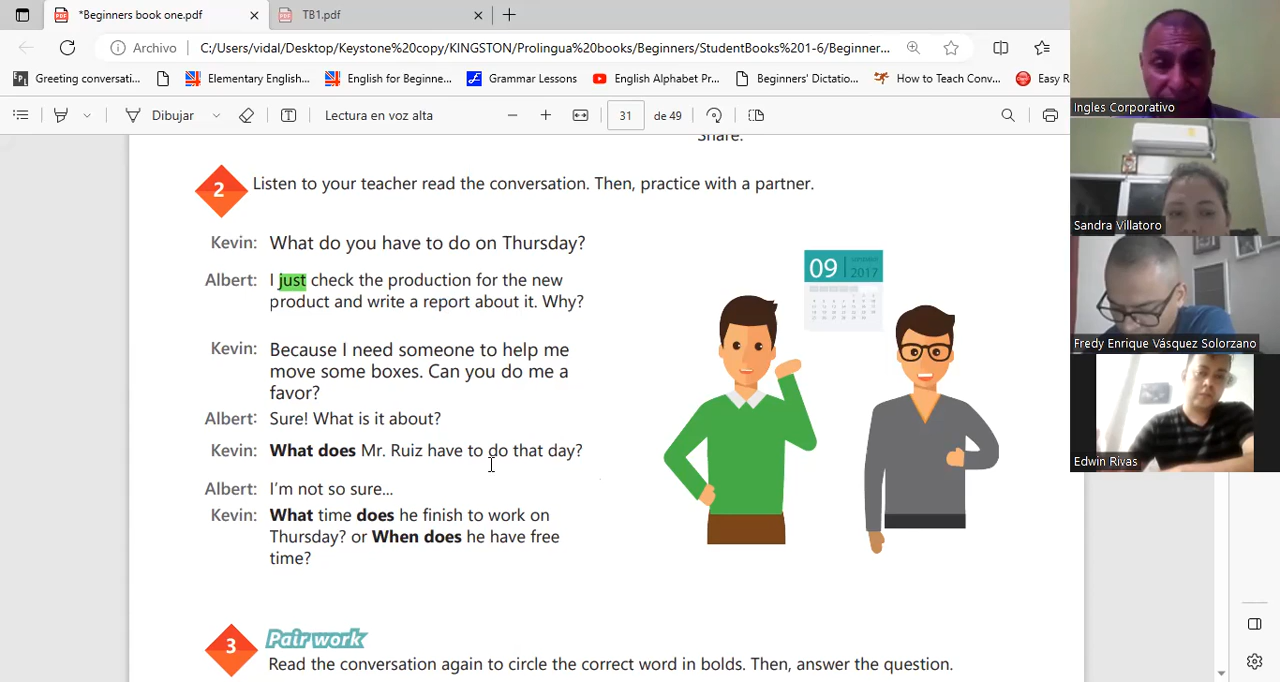 *Beginners book one.pdf
TB1.pdf
Archivo
C:/Users/vidal/Desktop/Keystone%20copy/KINGSTON/Prolingua%20books/Beginners/StudentBooks%201-6/Beginner...
Greeting conversati...
Elementary English...
English for Beginne...
Grammar Lessons
English Alphabet Pr...
Beginners' Dictatio...
How to Teach Conv...
Easy R
Dibujar
Lectura en voz alta
31
de 49
Share.
2
Listen to your teacher read the conversation. Then, practice with a partner.
Kevin: What do you have to do on Thursday?
Albert: I just check the production for the new
product and write a report about it. Why?
Kevin: Because I need someone to help me
move some boxes. Can you do me a
favor?
Albert: Sure! What is it about?
Kevin: What does Mr. Ruiz have to do that day?
Albert: I'm not so sure...
Kevin: What time does he finish to work on
Thursday? or When does he have free
time?
09
2017
3
Pair work
Read the conversation again to circle the correct word in bolds. Then, answer the question.
Ingles Corporativo
Sandra Villatoro
Fredy Enrique Vásquez Solorzano
Edwin Rivas